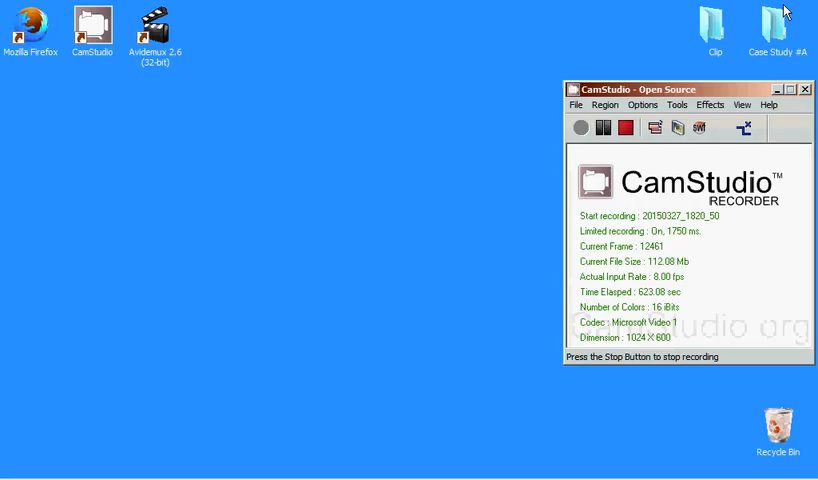 Mozilla Firefox
CamStudio
Avidemux 2.6
(32-bit)
Clip
Case Study #A
CamStudio - Open Source
File Region Options Tools Effects View Help
SWF
CamStudio™
RECORDER
Start recording : 20150327_1820_50
Limited recording : On, 1750 ms.
Current Frame : 12461
Current File Size : 112.08 Mb
Actual Input Rate : 8.00 fps
Time Elasped : 623.08 sec
Number of Colors : 16 iBits
Codec : Microsoft Video 1
Dimension : 1024 X 600
CamStudio org
Press the Stop Button to stop recording
Recycle Bin